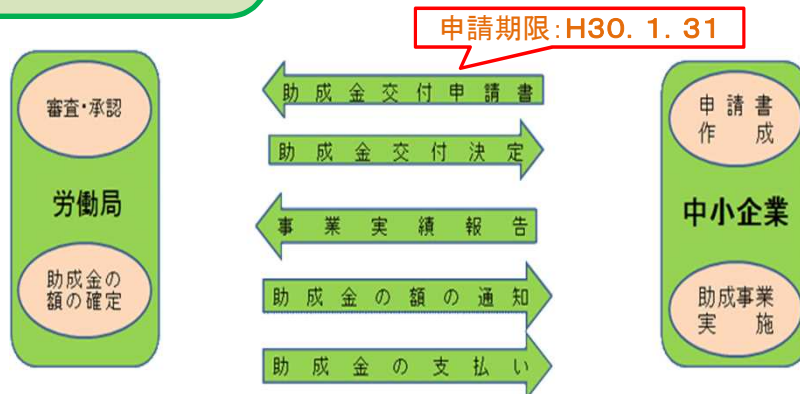 申請期限：H30. 1. 31
審査・承認
労働局
助成金の
額の確定
助成金交付申請書
助成金交付決定
事業実績報告
助成金の額の通知
助成金の支払い
申請書
作成
中小企業
助成事業
実施